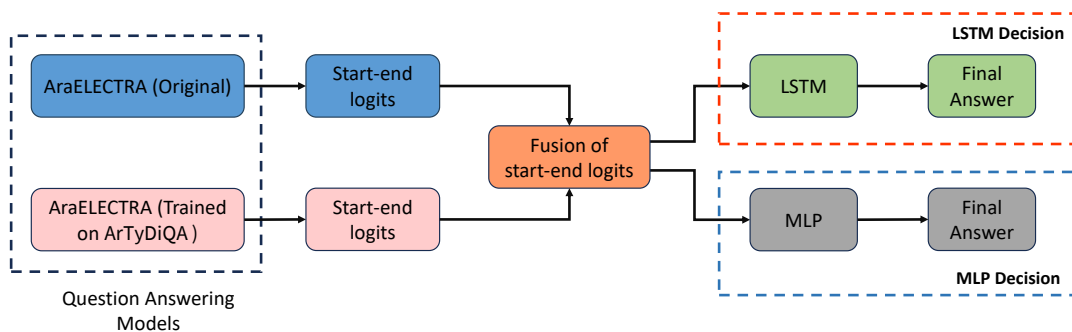 LSTM Decision
AraELECTRA (Original)
Start-end
logits
LSTM
Final
Answer
Fusion of
start-end logits
AraELECTRA (Trained
on ArTyDiQA )
Start-end
logits
MLP
Final
Answer
MLP Decision
Question Answering
Models